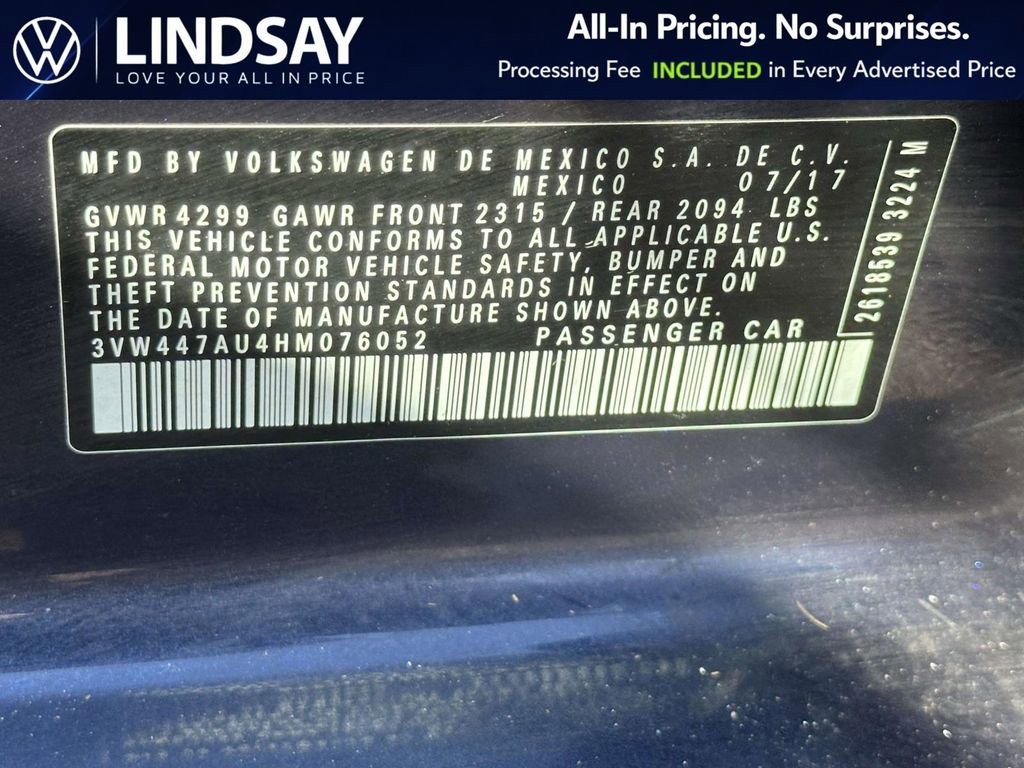 LINDSAY
LOVE YOUR ALL IN PRICE
All-In Pricing. No Surprises.
Processing Fee INCLUDED in Every Advertised Price
MFD BY VOLKSWAGEN DE MEXICO S.A. DE C.V.
MEXICO 07/17
GVWR 4299 GAWR FRONT 2315 / REAR 2094 LBS
THIS VEHICLE CONFORMS TO ALL APPLICABLE U.S.
FEDERAL MOTOR VEHICLE SAFETY, BUMPER AND
THEFT PREVENTION STANDARDS IN EFFECT ON
THE DATE OF MANUFACTURE SHOWN ABOVE.
3VW447AU4HM076052 PASSENGER CAR
2618539 3224 M